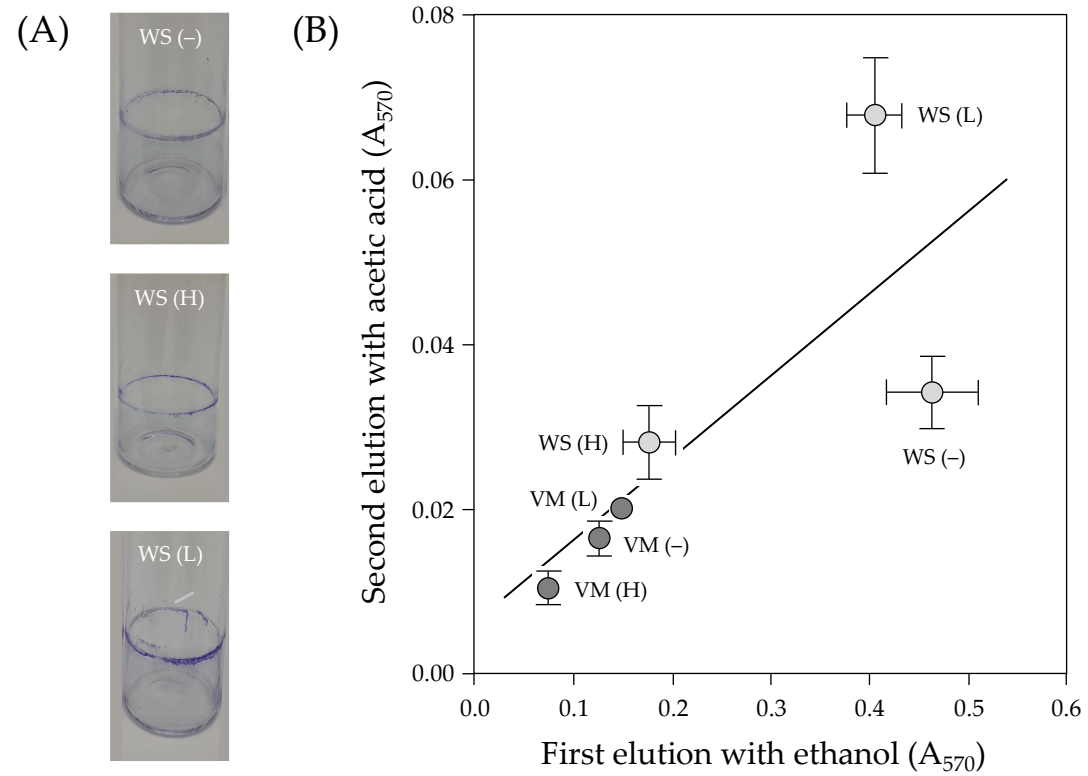 (A)
WS (–)
WS (H)
WS (L)
(B)
Second elution with acetic acid (A570)
0.08
0.06
0.04
0.02
0.00
WS (L)
WS (H)
WS (–)
VM (L)
VM (–)
VM (H)
0.0 0.1 0.2 0.3 0.4 0.5 0.6
First elution with ethanol (A570)